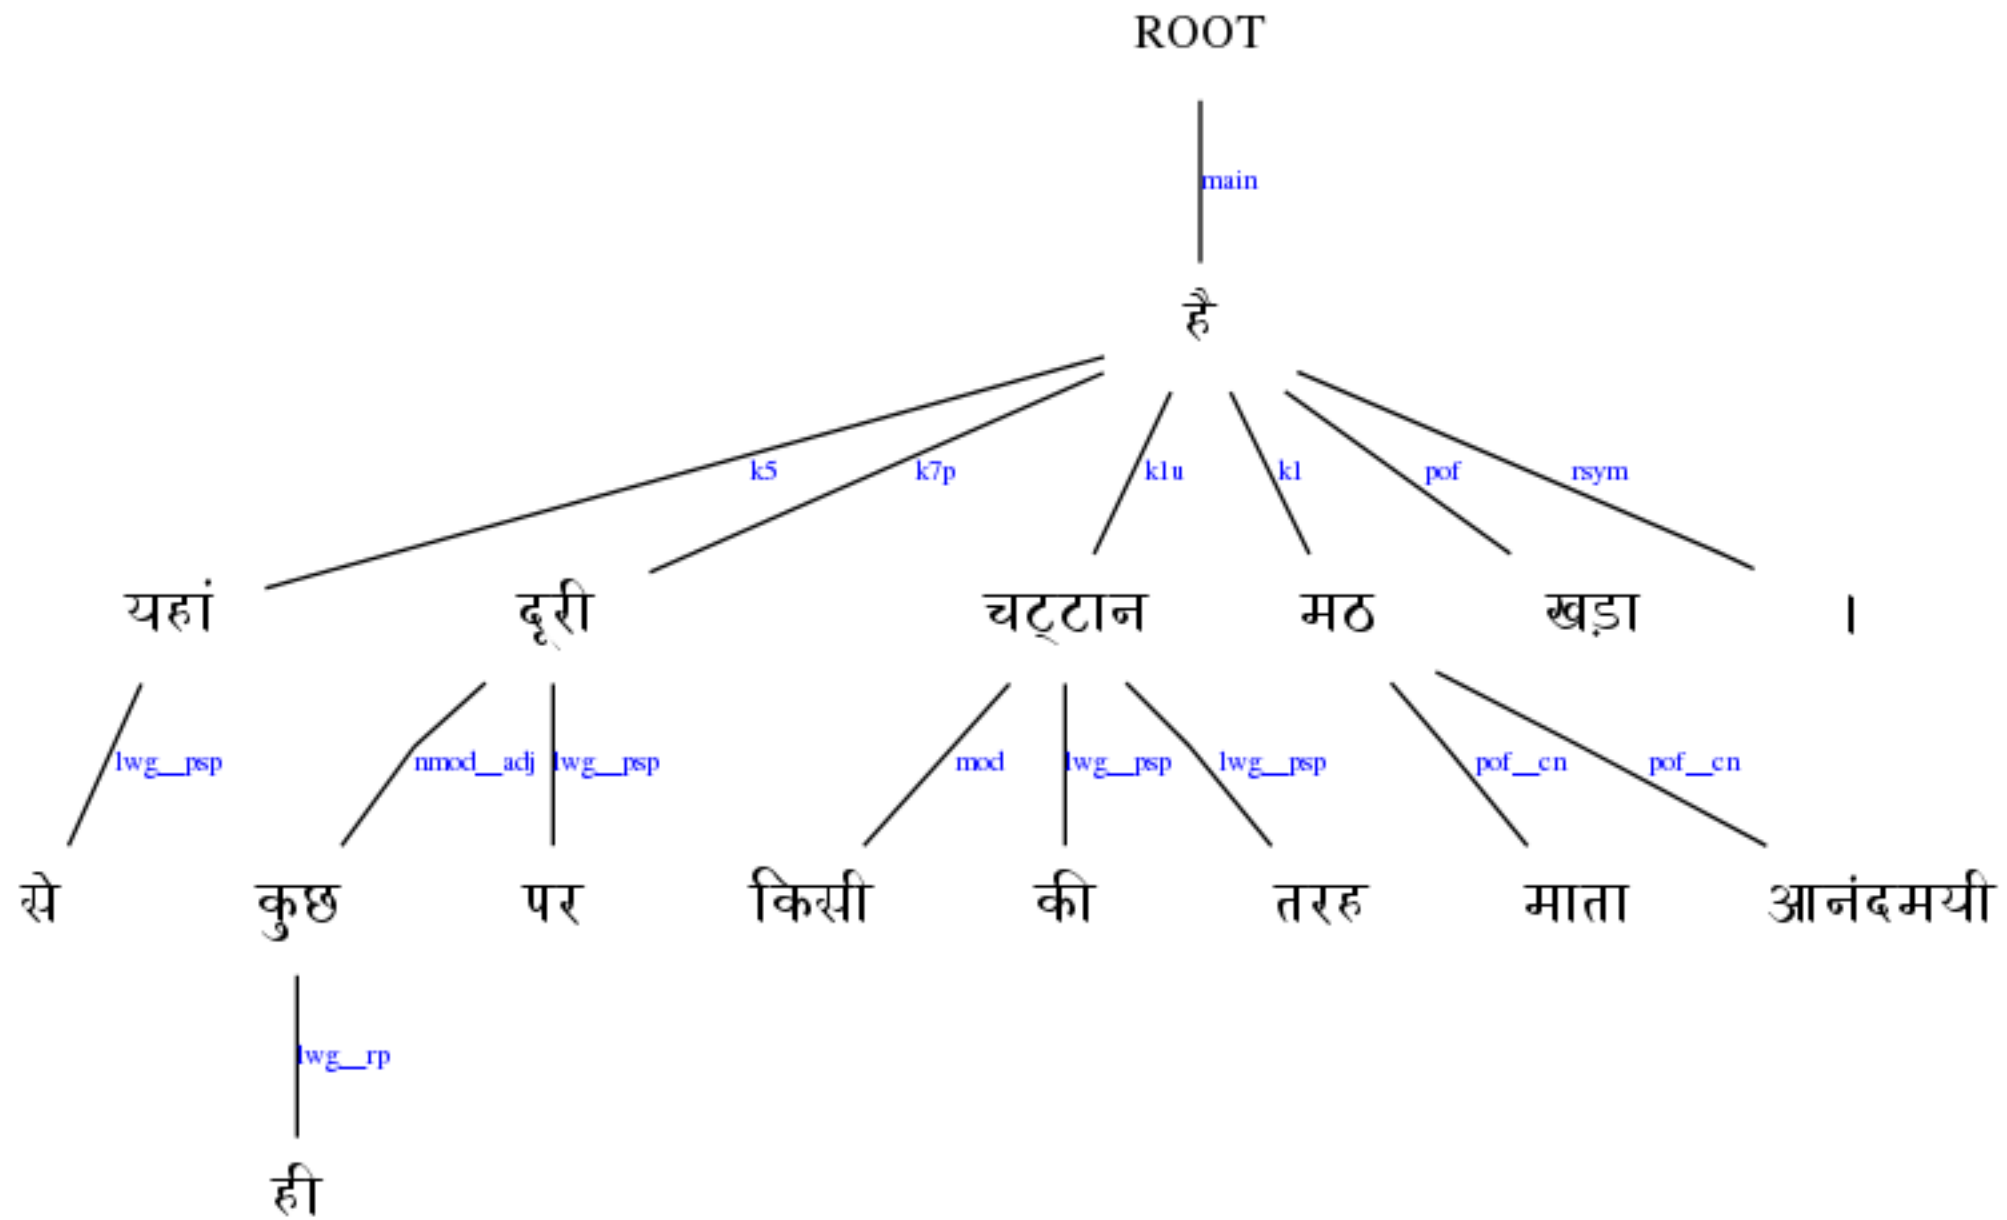 ROOT
main
है
k5 k7p k1u k1 pof rsym
यहां दूरी चट्टान मठ खड़ा ।
lwg__psp nmod__adj lwg__psp mod lwg__psp lwg__psp pof__cn pof__cn
से कुछ पर किसी की तरह माता आनंदमयी
lwg__rp
ही